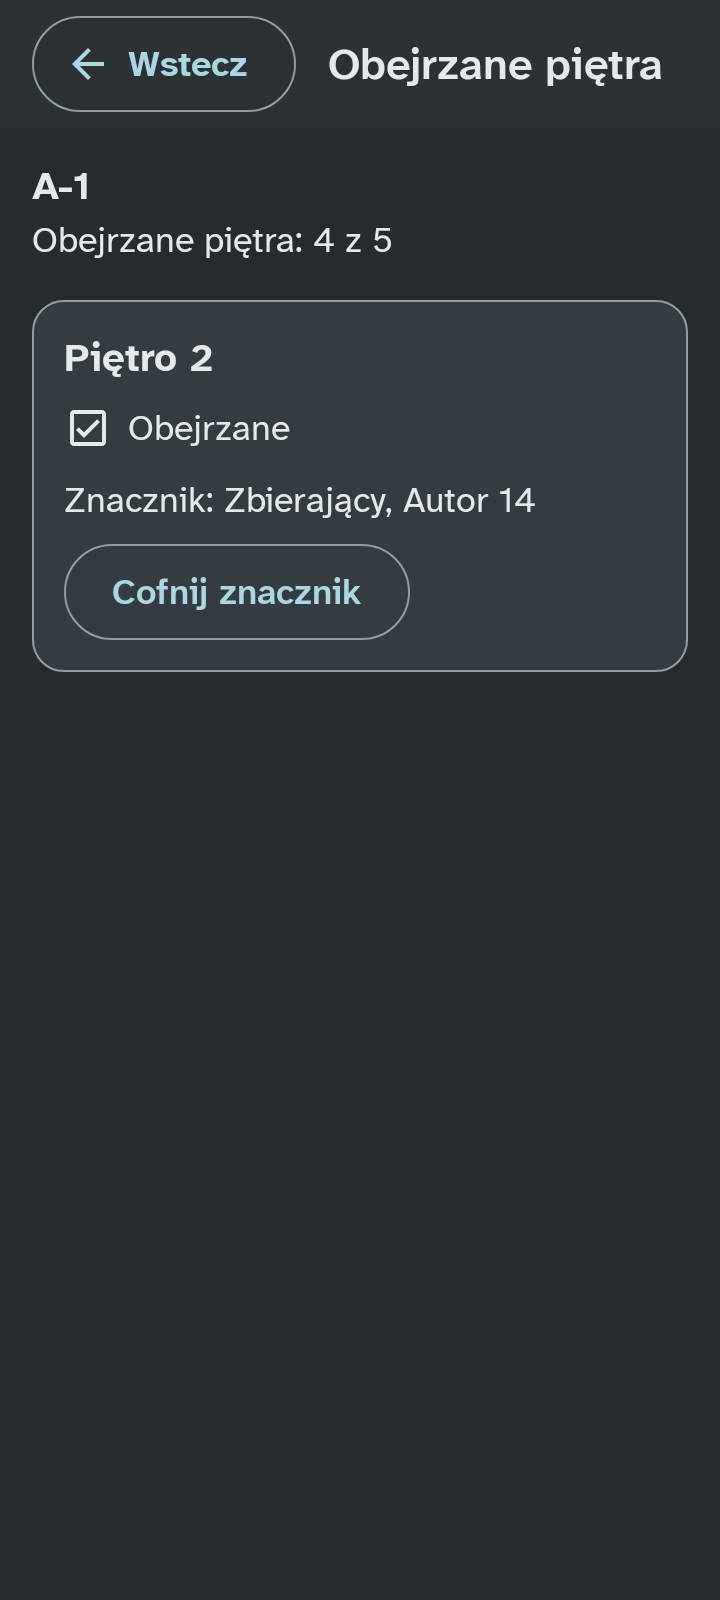 Wstecz
Obejrzane piętra
A-1
Obejrzane piętra: 4 z 5
Piętro 2
Obejrzane
Znacznik: Zbierający, Autor 14
Cofnij znacznik